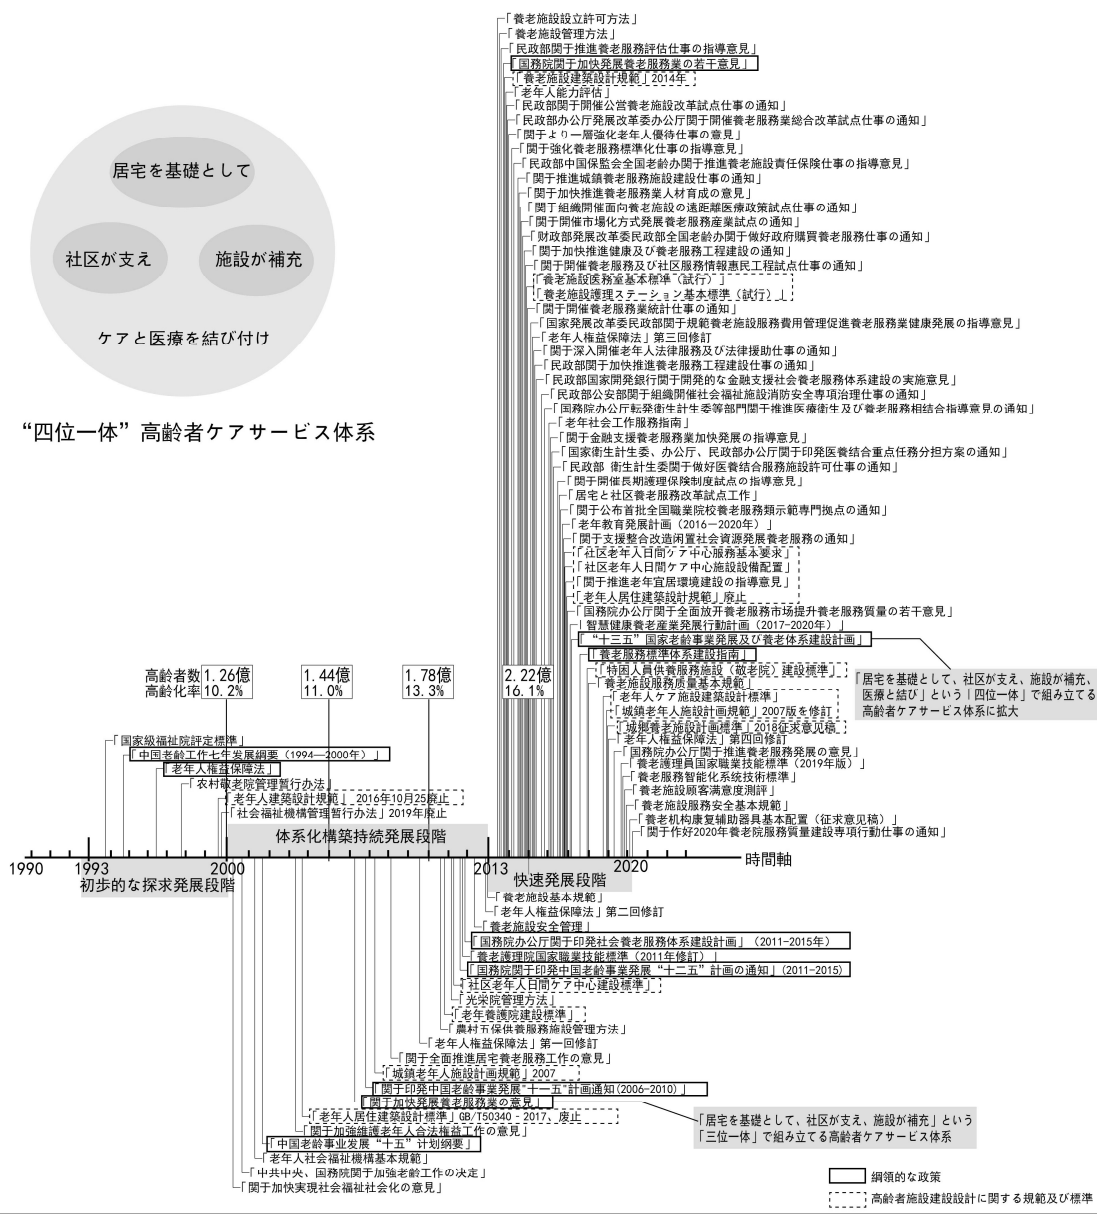 「養老施設設立許可方法」
「養老施設管理方法」
「民政部関于推進養老服務評估仕事の指導意見」
「国務院関于加快発展養老服務業の若干意見」
「養老施設建築設計規範」2014年
「老年人能力評估」
「民政部関于開催公営養老施設改革試点仕事の通知」
「民政部办公厅発展改革委办公厅関于開催養老服務業総合改革試点仕事の通知」
「関于より一層強化老年人優待仕事の意見」
「関于強化養老服務標準化仕事の指導意見」
「民政部中国保監会全国老齢办関于推進養老施設責任保険仕事の指導意見」
「関于推進城鎮養老服務施設建設仕事の通知」
「関于加快推進養老服務業人材育成の意見」
「関于組織開催面向養老施設の遠距離医療政策試点仕事の通知」
「関于開催市場化方式発展養老服務産業試点の通知」
「財政部発展改革委民政部全国老齢办関于做好政府購買養老服務仕事の通知」
「関于加快推進健康及び養老服務工程建設の通知」
「関于開催養老服務及び社区服務情報惠民工程試点仕事の通知」
「養老施設医務室基本標準（試行）」
「養老施設護理ステーション基本標準（試行）」
「関于開催養老服務業統計仕事の通知」
「国家発展改革委民政部関于規範養老施設服務費用管理促進養老服務業健康発展の指導意見」
「老年人権益保障法」第三回修訂
「関于深入開催老年人法律服務及び法律援助仕事の通知」
「民政部関于加快推進養老服務工程建設仕事の通知」
「民政部国家開発銀行関于開発的な金融支援社会養老服務体系建設の実施意見」
「民政部公安部関于組織開催社会福祉施設消防安全専項治理仕事の通知」
「国務院办公厅転発衛生計生委等部門関于推進医療衛生及び養老服務相結合指導意見の通知」
「老年社会工作服務指南」
「関于金融支援養老服務業加快発展の指導意見」
「国家衛生計生委、办公厅、民政部办公厅関于印発医養結合重点任務分担方案の通知」
「民政部 衛生計生委関于做好医養結合服務施設許可仕事の通知」
「関于開催長期護理保険制度試点の指導意見」
「居宅と社区養老服務改革試点工作」
「関于公布首批全国職業院校養老服務類示範専門拠点の通知」
「老年教育発展計画（2016－2020年）」
「関于支援整合改造闲置社会資源発展養老服務の通知」
「社区老年人日間ケア中心服務基本要求」
「社区老年人日間ケア中心施設設備配置」
「関于推進老年宜居環境建設の指導意見」
「老年人居住建築設計規範」廃止
「国務院办公厅関于全面放开養老服務市场提升養老服務質量の若干意見」
「智慧健康養老産業発展行動計画（2017-2020年）」
「“十三五”国家老龄事業発展及び養老体系建設計画」
「養老服務標準体系建設指南」
「特困人員供養服務施設（敬老院）建設標準」
「養老施設服務质量基本規範」
「老年人ケア施設建築設計標準」
「城鎮老年人施設計画規範」2007版を修訂
「城郷養老施設計画標準」2018征求意見稿
「老年人権益保障法」第四回修訂
「国務院办公厅関于推進養老服務発展の意見」
「養老護理員国家職業技能標準（2019年版）」
「養老服務智能化系统技術標準」
「養老施設顧客満意度測評」
「養老施設服務安全基本規範」
「養老机构康复辅助器具基本配置（征求意見稿）」
「関于作好2020年養老院服務質量建設専項行動仕事の通知」
居宅を基礎として
社区が支え
施設が補充
ケアと医療を結び付け
“四位一体”高齢者ケアサービス体系
高齢者数 1.26億 1.44億 1.78億 2.22億
高齢化率 10.2% 11.0% 13.3% 16.1%
「居宅を基礎として、社区が支え、施設が補充、
医療と結び」という「四位一体」で組み立てる
高齢者ケアサービス体系に拡大
「国家級福祉院評定標準」
「中国老齢工作七年发展綱要（1994—2000年）」
「老年人権益保障法」
「农村敬老院管理暂行办法」
「老年人建築設計規範」 2016年10月25廃止
「社会福祉機構管理暂行办法」2019年廃止
体系化構築持続発展段階
1990 1993 2000 2013 2020 時間軸
初歩的な探求発展段階
快速発展段階
「養老施設基本規範」
「老年人権益保障法」第二回修訂
「養老施設安全管理」
「国務院办公厅関于印発社会養老服務体系建設計画」（2011-2015年）
「養老護理院国家職業技能標準（2011年修訂）」
「国務院関于印発中国老齢事業発展“十二五”計画の通知」(2011-2015)
「社区老年人日間ケア中心建設標準」
「光栄院管理方法」
「老年養護院建設標準」
「農村五保供養服務施設管理方法」
「老年人権益保障法」第一回修訂
「関于全面推進居宅養老服務工作の意見」
「城鎮老年人施設計画規範」2007
「関于印発中国老齢事業発展"十一五"計画通知(2006-2010)」
「関于加快発展養老服務業の意見」
「老年人居住建築設計標準」GB/T50340 - 2017、廃止
「関于加強維護老年人合法権益工作の意見」
「中国老龄事业发展“十五”计划纲要」
「老年人社会福祉機構基本規範」
「中共中央、国務院関于加強老齢工作の決定」
「関于加快実現社会福祉社会化の意見」
「居宅を基礎として、社区が支え、施設が補充」という
「三位一体」で組み立てる高齢者ケアサービス体系
綱領的な政策
高齢者施設建設設計に関する規範及び標準